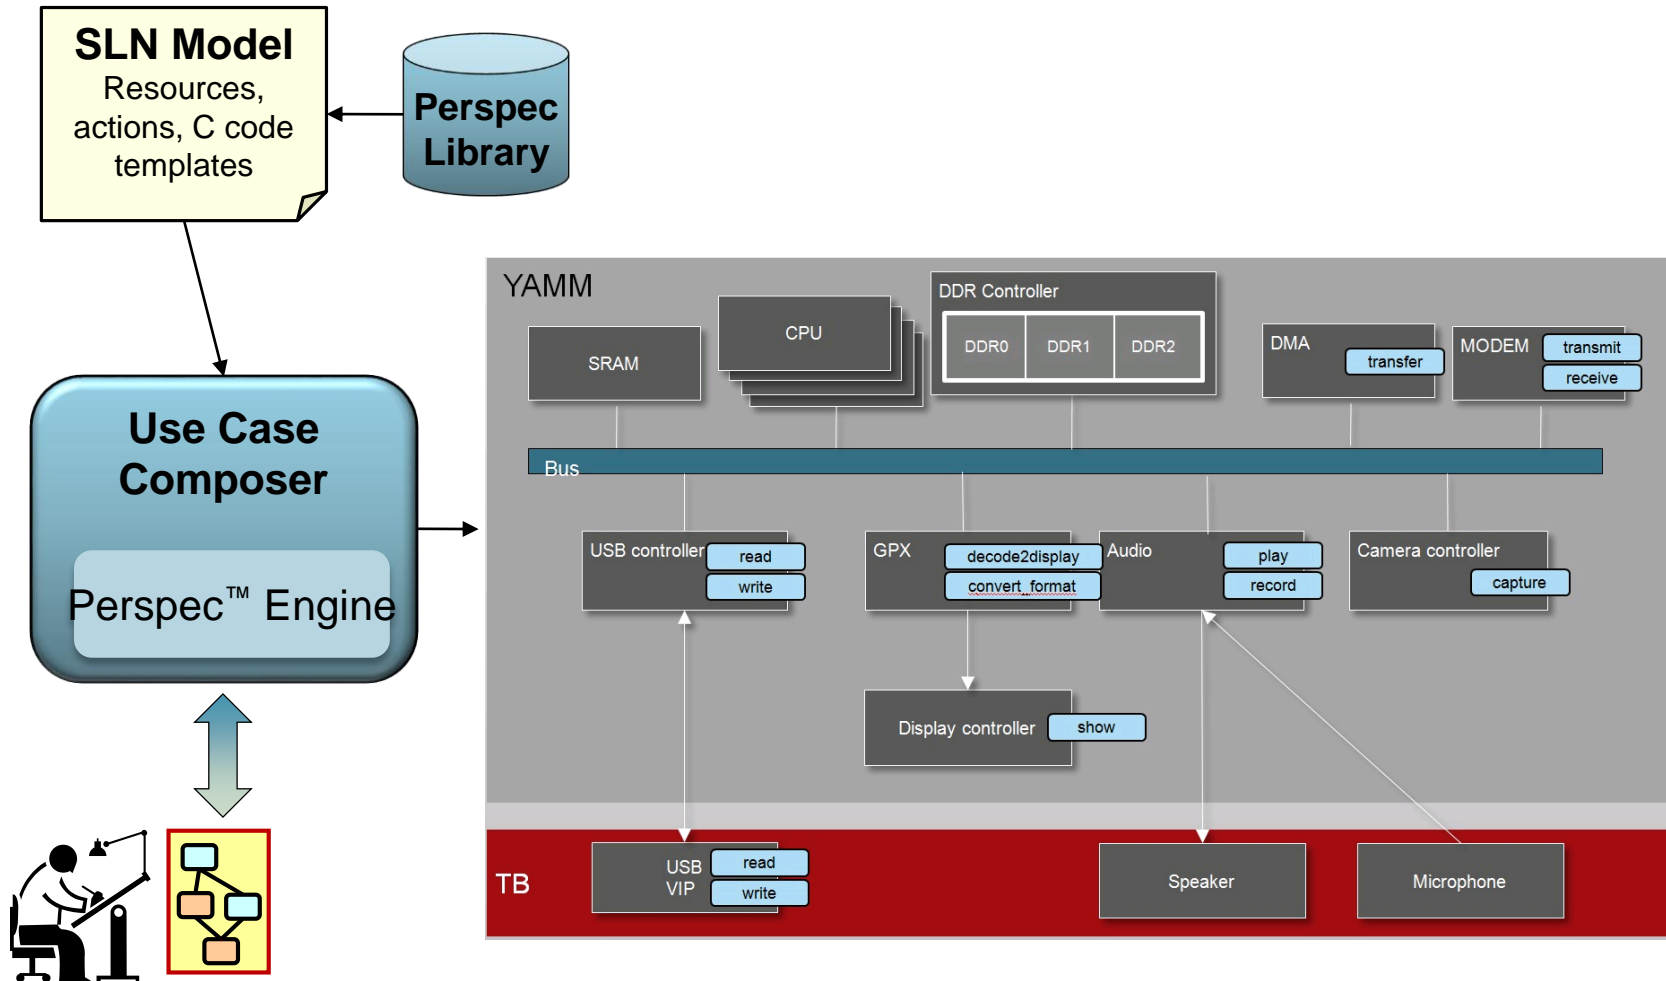 SLN Model
Resources,
actions, C code
templates
Perspec
Library
Use Case
Composer
Perspec™ Engine
YAMM
SRAM
CPU
DDR Controller
DDR0
DDR1
DDR2
DMA
transfer
MODEM
transmit
receive
Bus
USB controller
read
write
GPX
decode2display
convert_format
Audio
play
record
Camera controller
capture
Display controller
show
TB
USB
VIP
read
write
Speaker
Microphone